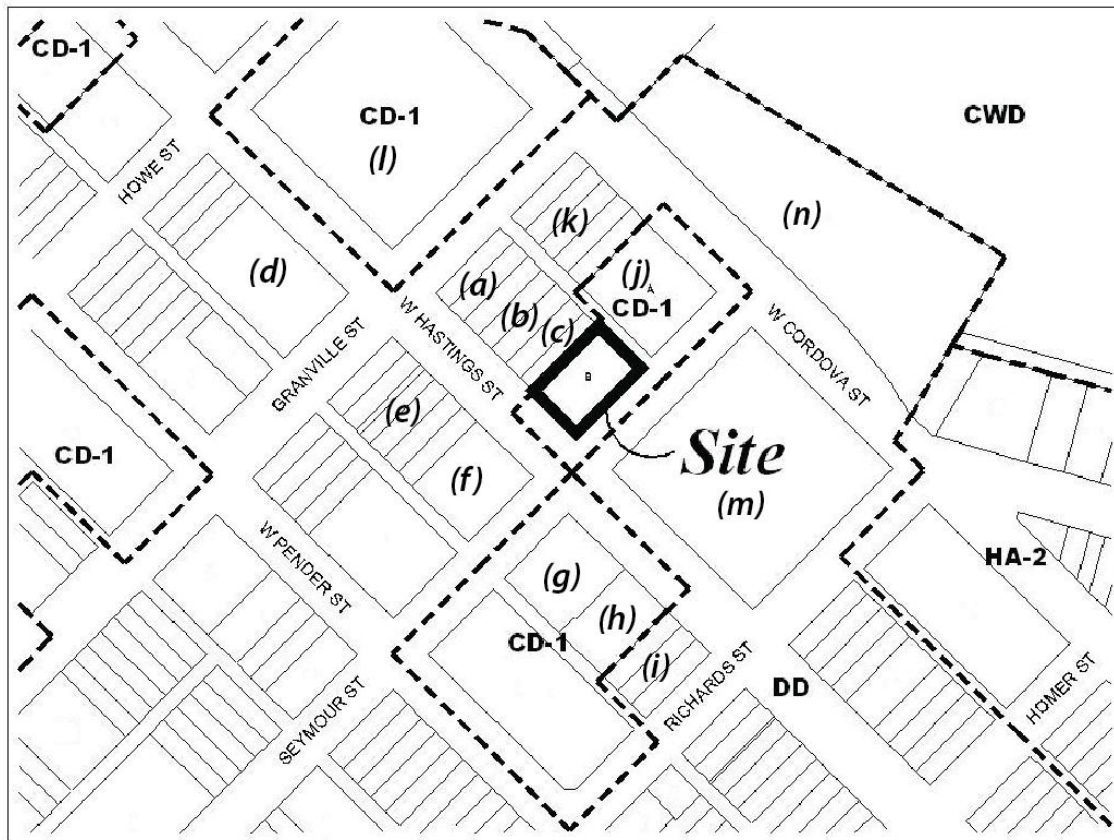 CD-1
CWD
CD-1
(l)
HOWE ST
(n)
(k)
(d)
(a)
(j)
A
CD-1
(b)
(c)
W HASTINGS ST
W CORDOVA ST
GRANVILLE ST
B
(e)
Site
(m)
CD-1
(f)
W PENDER ST
HA-2
(g)
(h)
CD-1
(i)
RICHARDS ST
DD
SEYMOUR ST
HOMER ST